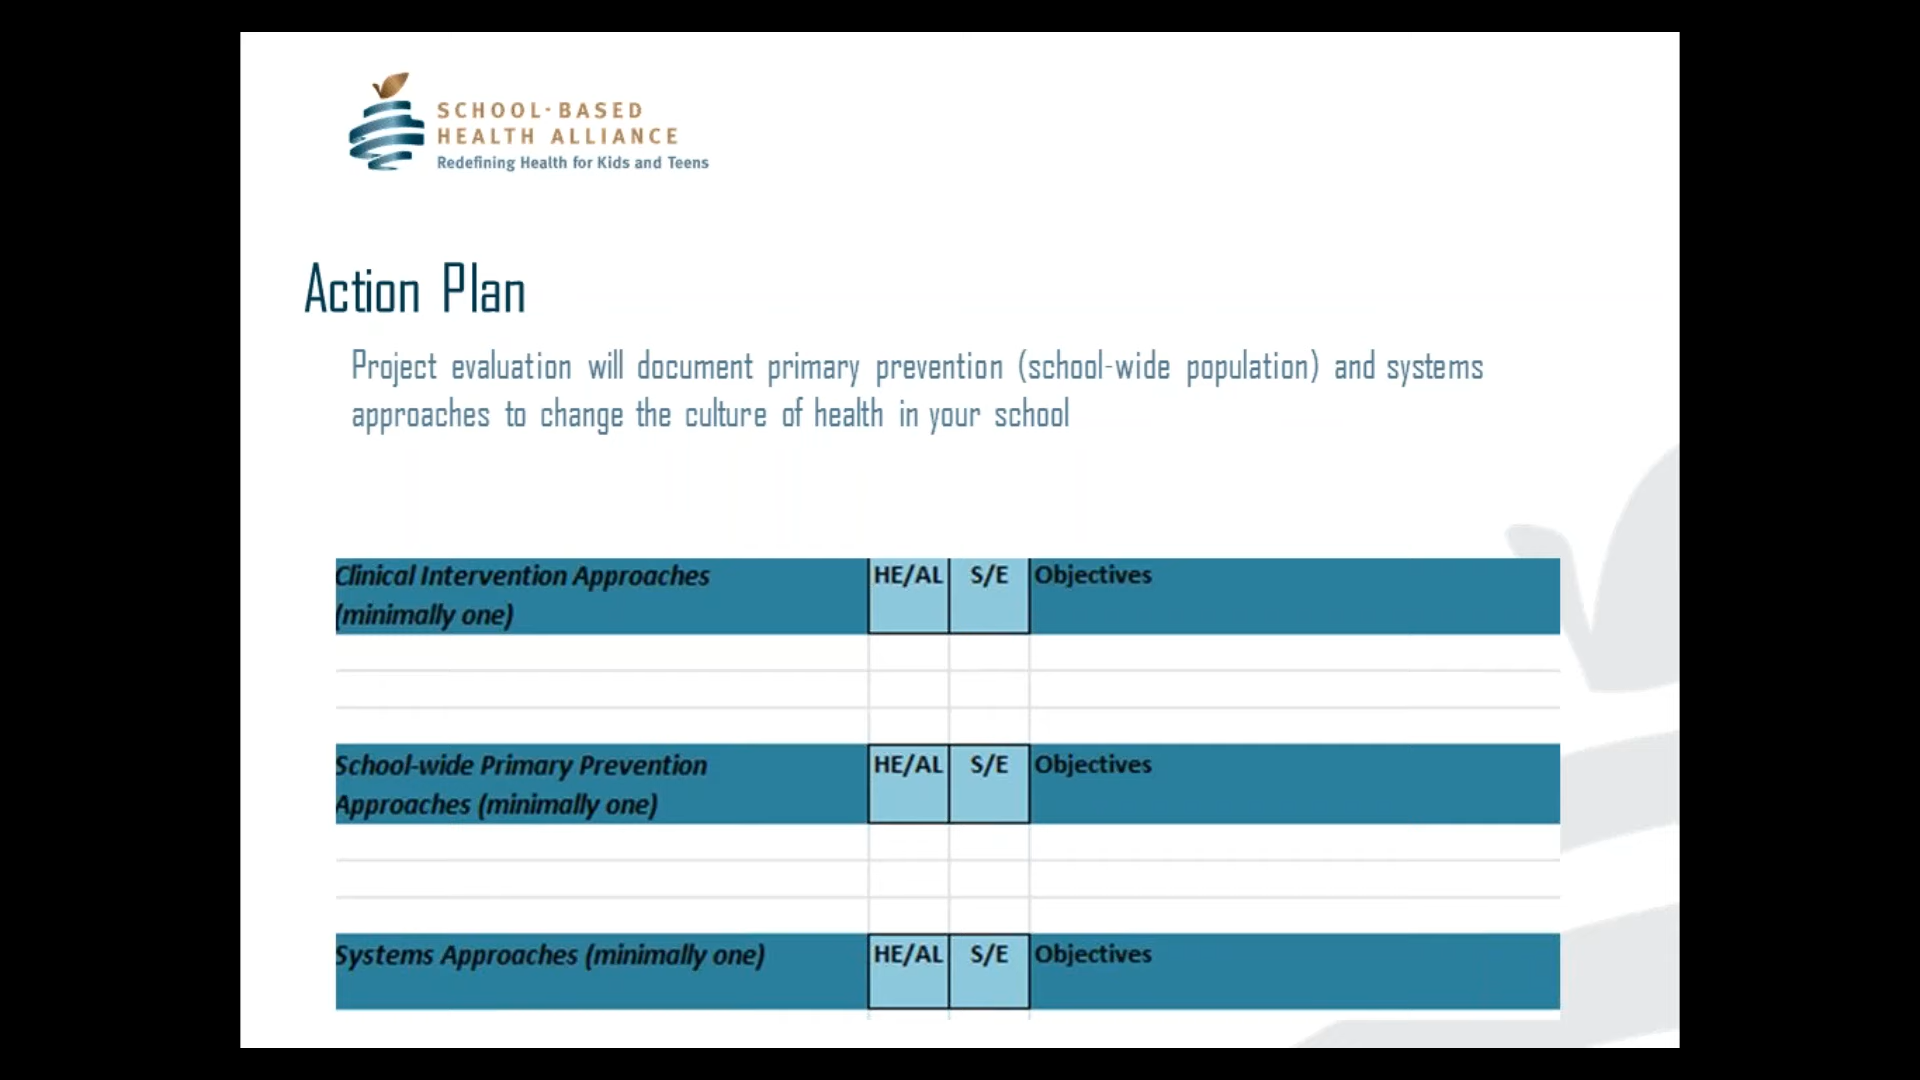 SCHOOL-BASED
HEALTH ALLIANCE
Redefining Health for Kids and Teens
Action Plan
Project evaluation will document primary prevention (school-wide population) and systems
approaches to change the culture of health in your school
Clinical Intervention Approaches HE/AL S/E Objectives
(minimally one)
School-wide Primary Prevention HE/AL S/E Objectives
Approaches (minimally one)
Systems Approaches (minimally one) HE/AL S/E Objectives